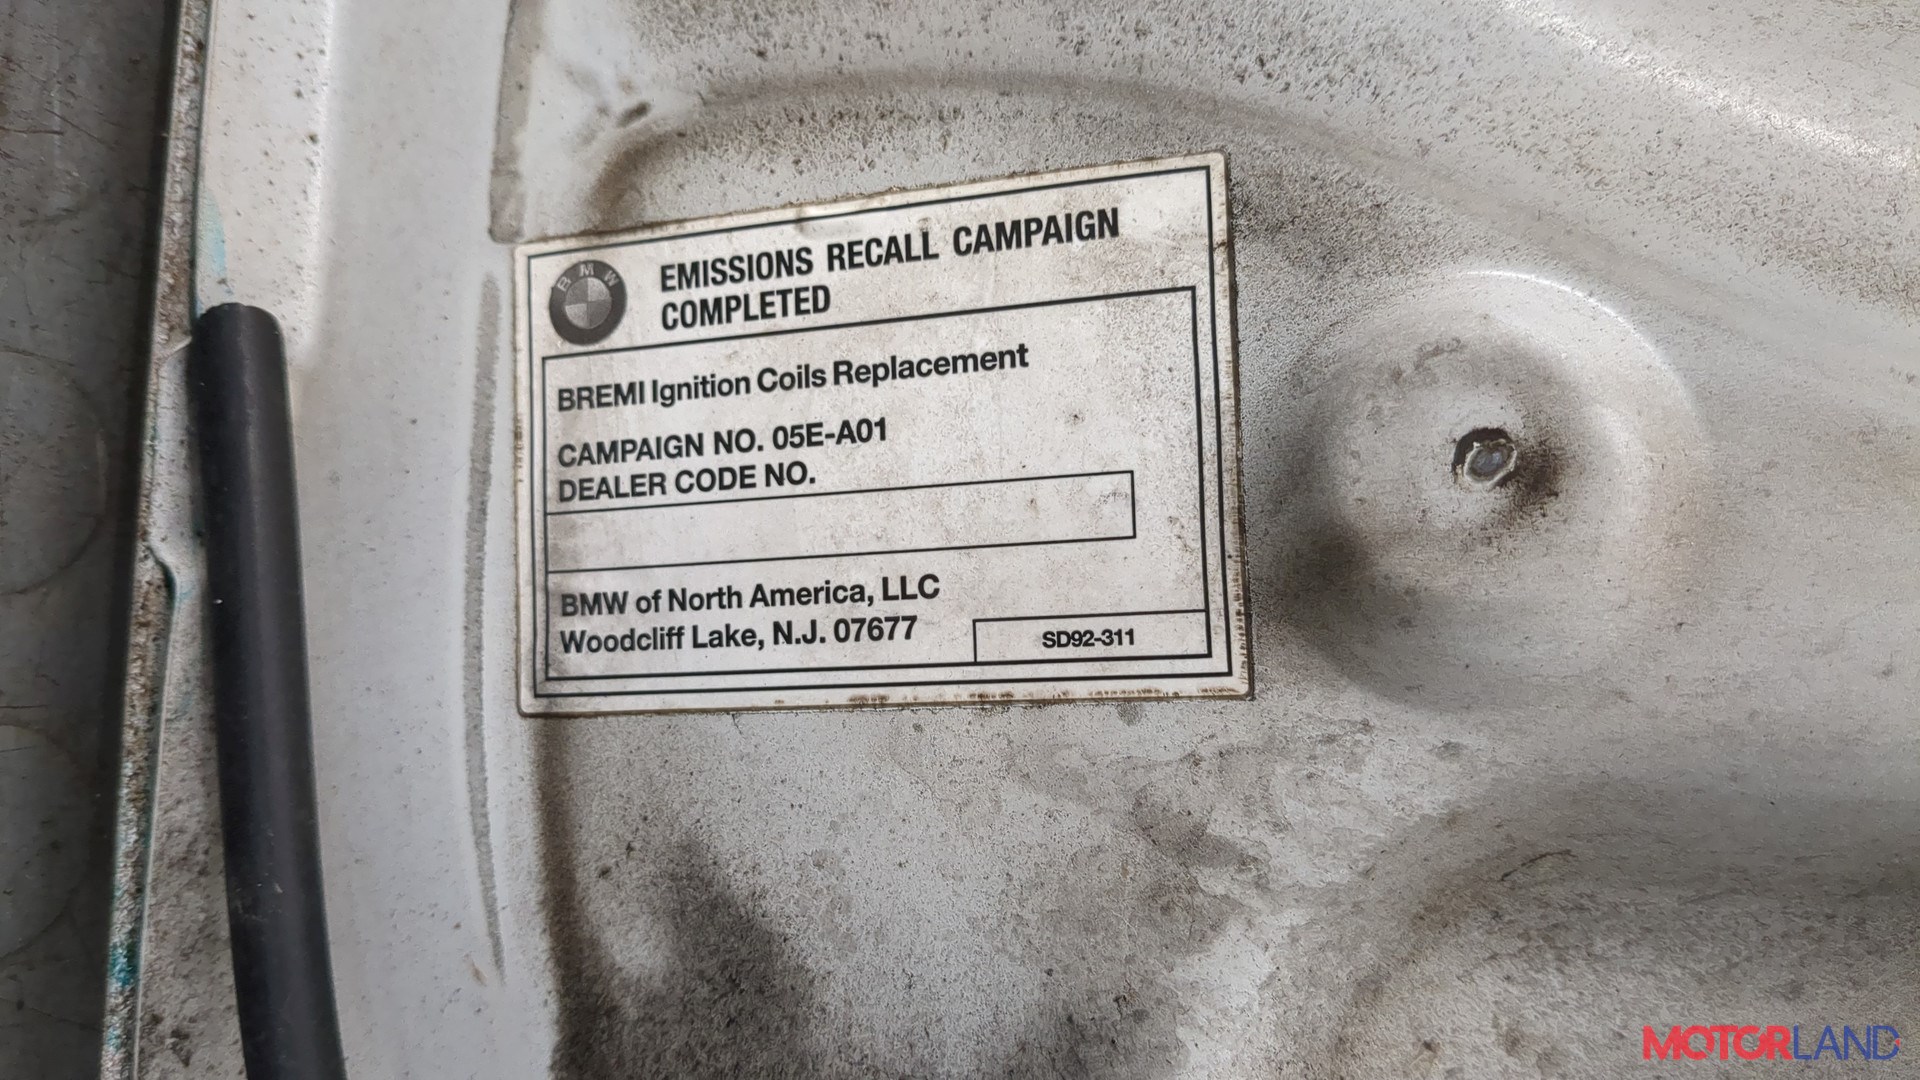 BMW
EMISSIONS RECALL CAMPAIGN
COMPLETED
BREMI Ignition Coils Replacement
CAMPAIGN NO. 05E-A01
DEALER CODE NO.
BMW of North America, LLC
Woodcliff Lake, N.J. 07677
SD92-311
MOTORLAND